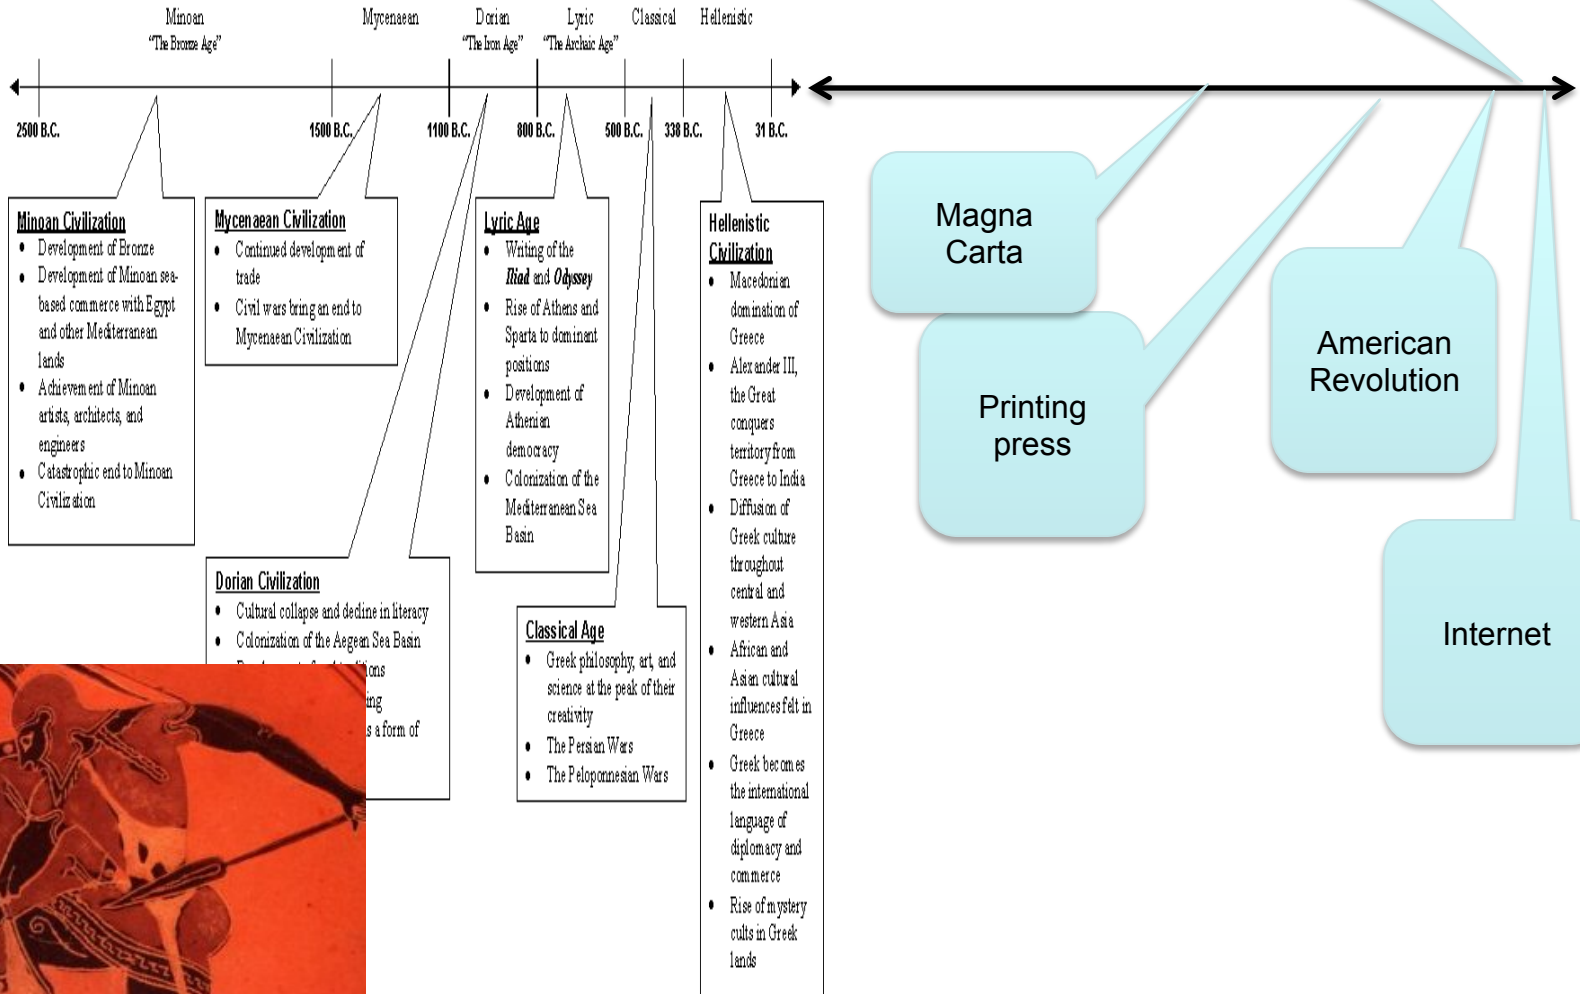 Minoan
"The Bronze Age"
Mycenaean
Dorian
"The Iron Age"
Lyric
"The Archaic Age"
Classical
Hellenistic
2500 B.C.
1500 B.C.
1100 B.C.
800 B.C.
500 B.C.
338 B.C.
31 B.C.
Minoan Civilization
• Development of Bronze
• Development of Minoan sea-
based commerce with Egypt
and other Mediterranean
lands
• Achievement of Minoan
artists, architects, and
engineers
• Catastrophic end to Minoan
Civilization
Mycenaean Civilization
• Continued development of
trade
• Civil wars bring an end to
Mycenaean Civilization
Dorian Civilization
• Cultural collapse and decline in literacy
• Colonization of the Aegean Sea Basin
s a form of
Lyric Age
• Writing of the
Iliad and Odyssey
• Rise of Athens and
Sparta to dominant
positions
• Development of
Athenian
democracy
• Colonization of the
Mediterranean Sea
Basin
Classical Age
• Greek philosophy, art, and
science at the peak of their
creativity
• The Persian Wars
• The Peloponnesian Wars
Hellenistic
Civilization
• Macedonian
domination of
Greece
• Alexander III,
the Great
conquers
territory from
Greece to India
• Diffusion of
Greek culture
throughout
central and
western Asia
• African and
Asian cultural
influences felt in
Greece
• Greek becomes
the international
language of
diplomacy and
commerce
• Rise of mystery
cults in Greek
lands
Magna
Carta
Printing
press
American
Revolution
Internet